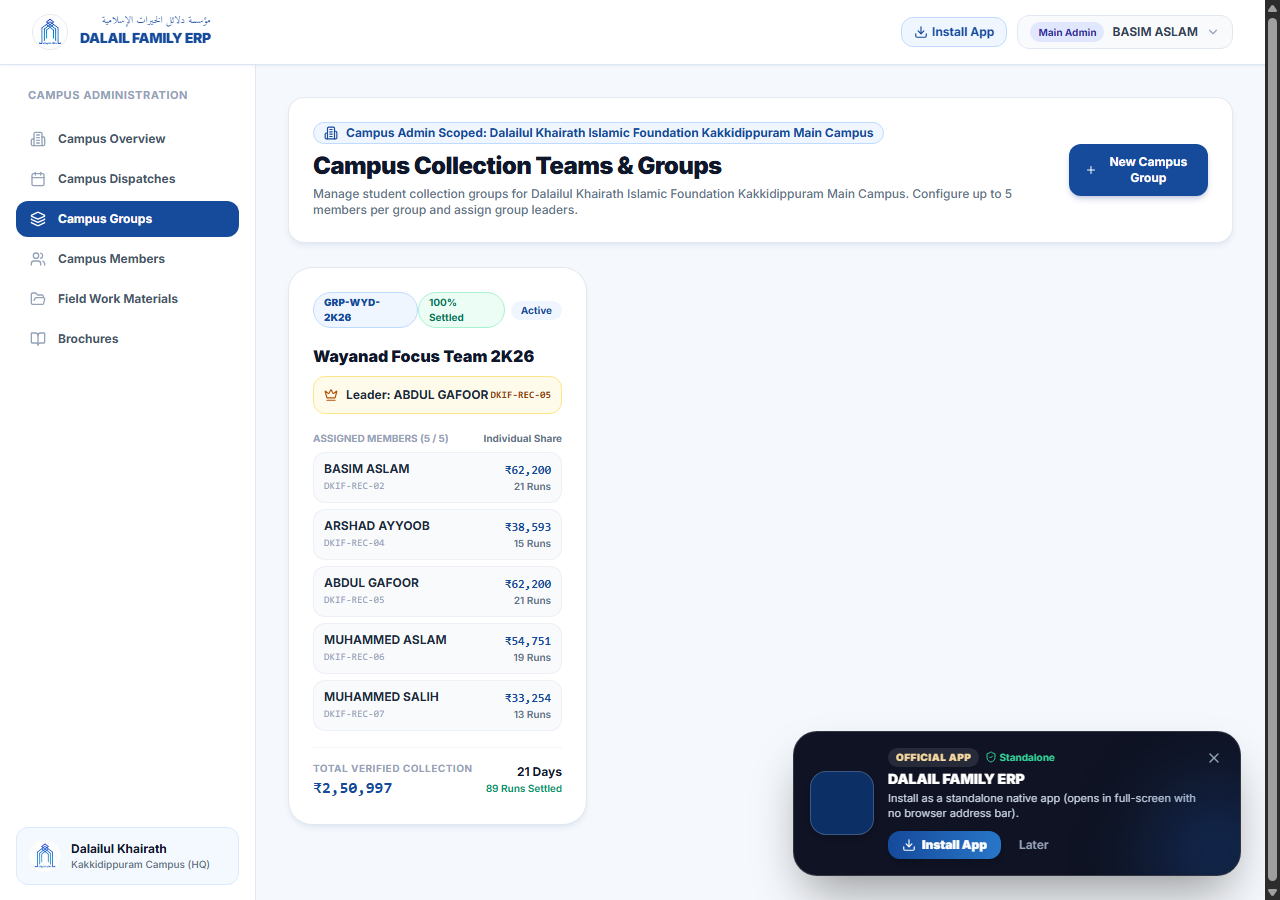 مؤسسة دلائل الخيرات الإسلامية
DALAIL FAMILY ERP
Install App
Main Admin
BASIM ASLAM
CAMPUS ADMINISTRATION
Campus Overview
Campus Dispatches
Campus Groups
Campus Members
Field Work Materials
Brochures
Dalailul Khairath
Kakkidippuram Campus (HQ)
Campus Admin Scoped: Dalailul Khairath Islamic Foundation Kakkidippuram Main Campus
Campus Collection Teams & Groups
Manage student collection groups for Dalailul Khairath Islamic Foundation Kakkidippuram Main Campus. Configure up to 5
members per group and assign group leaders.
New Campus
Group
GRP-WYD-
2K26
100%
Settled
Active
Wayanad Focus Team 2K26
Leader: ABDUL GAFOOR DKIF-REC-05
ASSIGNED MEMBERS (5 / 5) Individual Share
BASIM ASLAM ₹62,200
DKIF-REC-02 21 Runs
ARSHAD AYYOOB ₹38,593
DKIF-REC-04 15 Runs
ABDUL GAFOOR ₹62,200
DKIF-REC-05 21 Runs
MUHAMMED ASLAM ₹54,751
DKIF-REC-06 19 Runs
MUHAMMED SALIH ₹33,254
DKIF-REC-07 13 Runs
TOTAL VERIFIED COLLECTION 21 Days
₹2,50,997 89 Runs Settled
OFFICIAL APP Standalone
DALAIL FAMILY ERP
Install as a standalone native app (opens in full-screen with
no browser address bar).
Install App Later